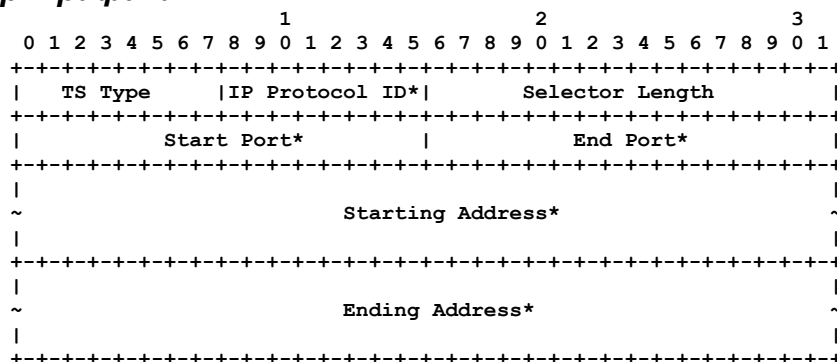 1                   2                   3
 0 1 2 3 4 5 6 7 8 9 0 1 2 3 4 5 6 7 8 9 0 1 2 3 4 5 6 7 8 9 0 1
+-+-+-+-+-+-+-+-+-+-+-+-+-+-+-+-+-+-+-+-+-+-+-+-+-+-+-+-+-+-+-+-+
|   TS Type     |IP Protocol ID*|       Selector Length         |
+-+-+-+-+-+-+-+-+-+-+-+-+-+-+-+-+-+-+-+-+-+-+-+-+-+-+-+-+-+-+-+-+
|           Start Port*         |           End Port*           |
+-+-+-+-+-+-+-+-+-+-+-+-+-+-+-+-+-+-+-+-+-+-+-+-+-+-+-+-+-+-+-+-+
|                                                               |
~                         Starting Address*                     ~
|                                                               |
+-+-+-+-+-+-+-+-+-+-+-+-+-+-+-+-+-+-+-+-+-+-+-+-+-+-+-+-+-+-+-+-+
|                                                               |
~                         Ending Address*                       ~
|                                                               |
+-+-+-+-+-+-+-+-+-+-+-+-+-+-+-+-+-+-+-+-+-+-+-+-+-+-+-+-+-+-+-+-+